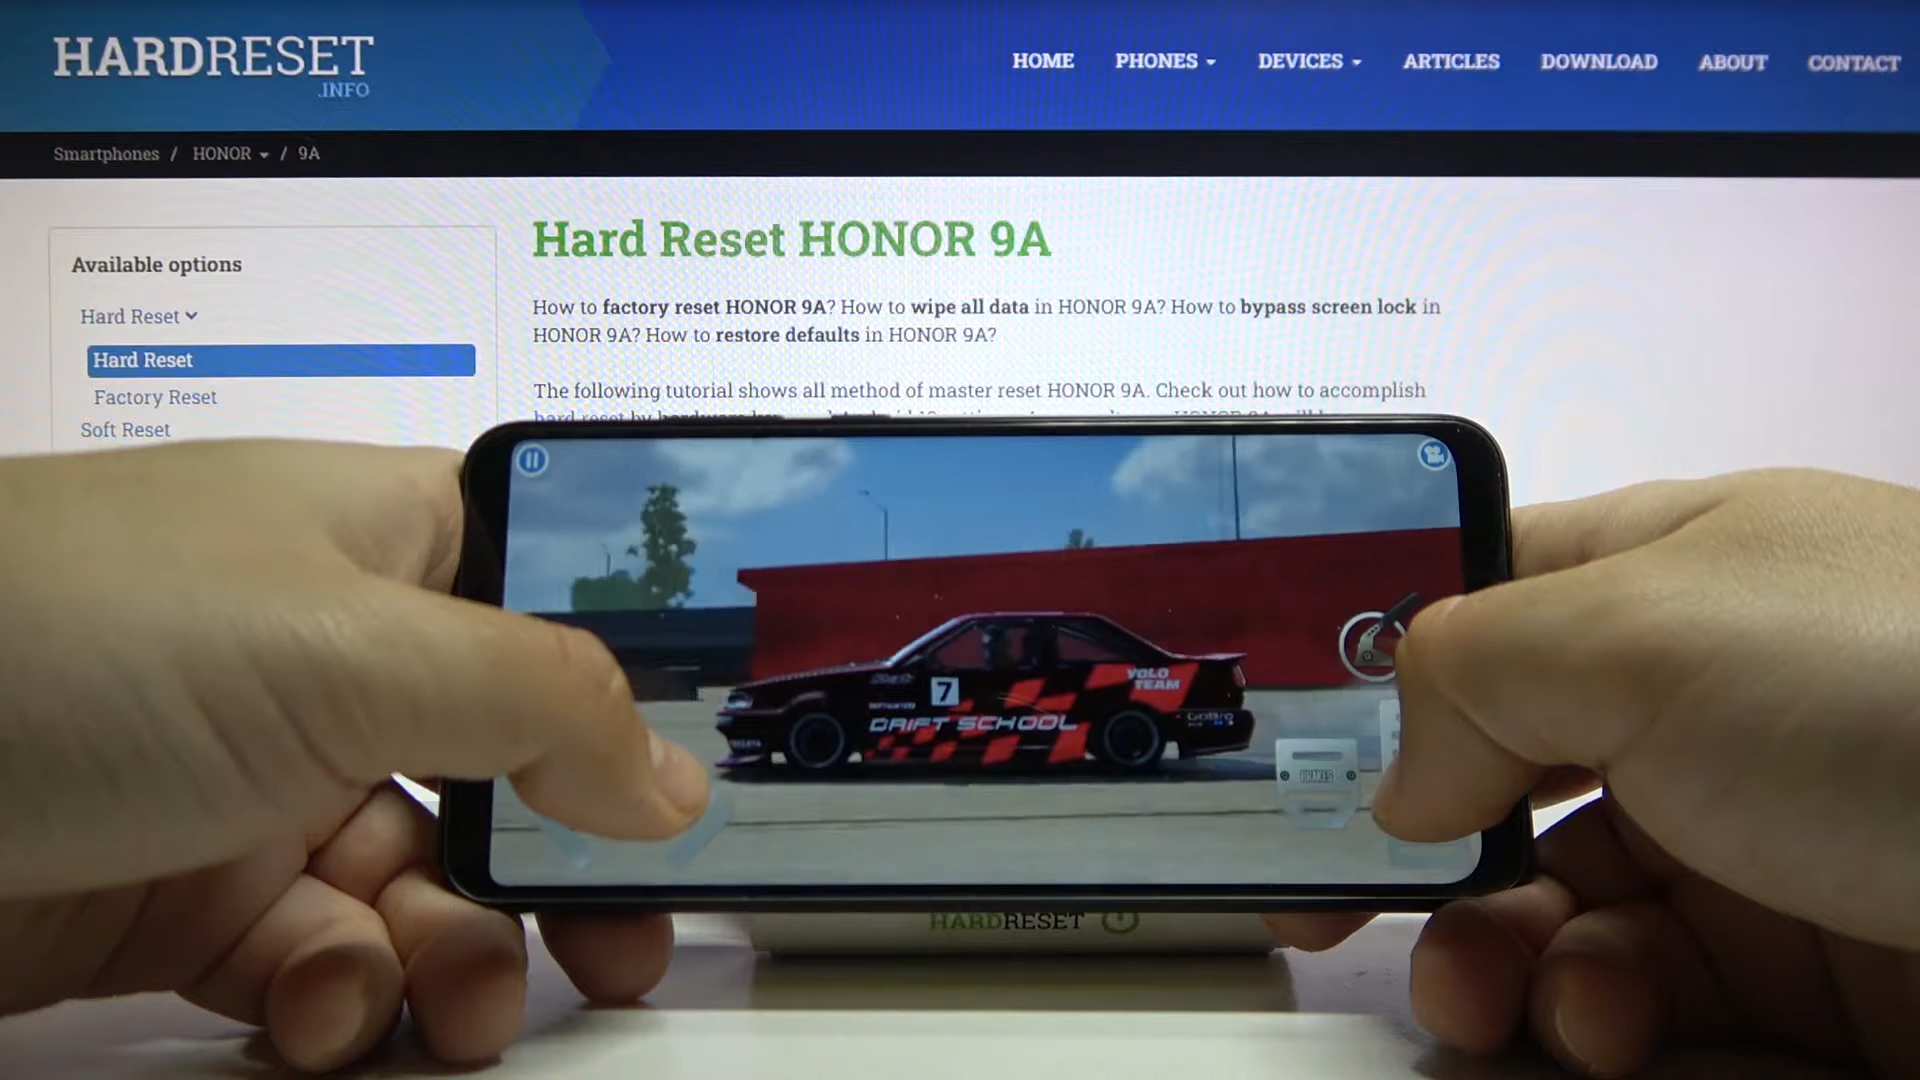 HARDRESET
.INFO
HOME PHONES DEVICES ARTICLES DOWNLOAD ABOUT CONTACT
Smartphones / HONOR / 9A
Available options
Hard Reset
Hard Reset
Factory Reset
Soft Reset
Hard Reset HONOR 9A
How to factory reset HONOR 9A? How to wipe all data in HONOR 9A? How to bypass screen lock in
HONOR 9A? How to restore defaults in HONOR 9A?
The following tutorial shows all method of master reset HONOR 9A. Check out how to accomplish
7
DRIFT SCHOOL
YOLO
TEAM
BRAKES
HARDRESET